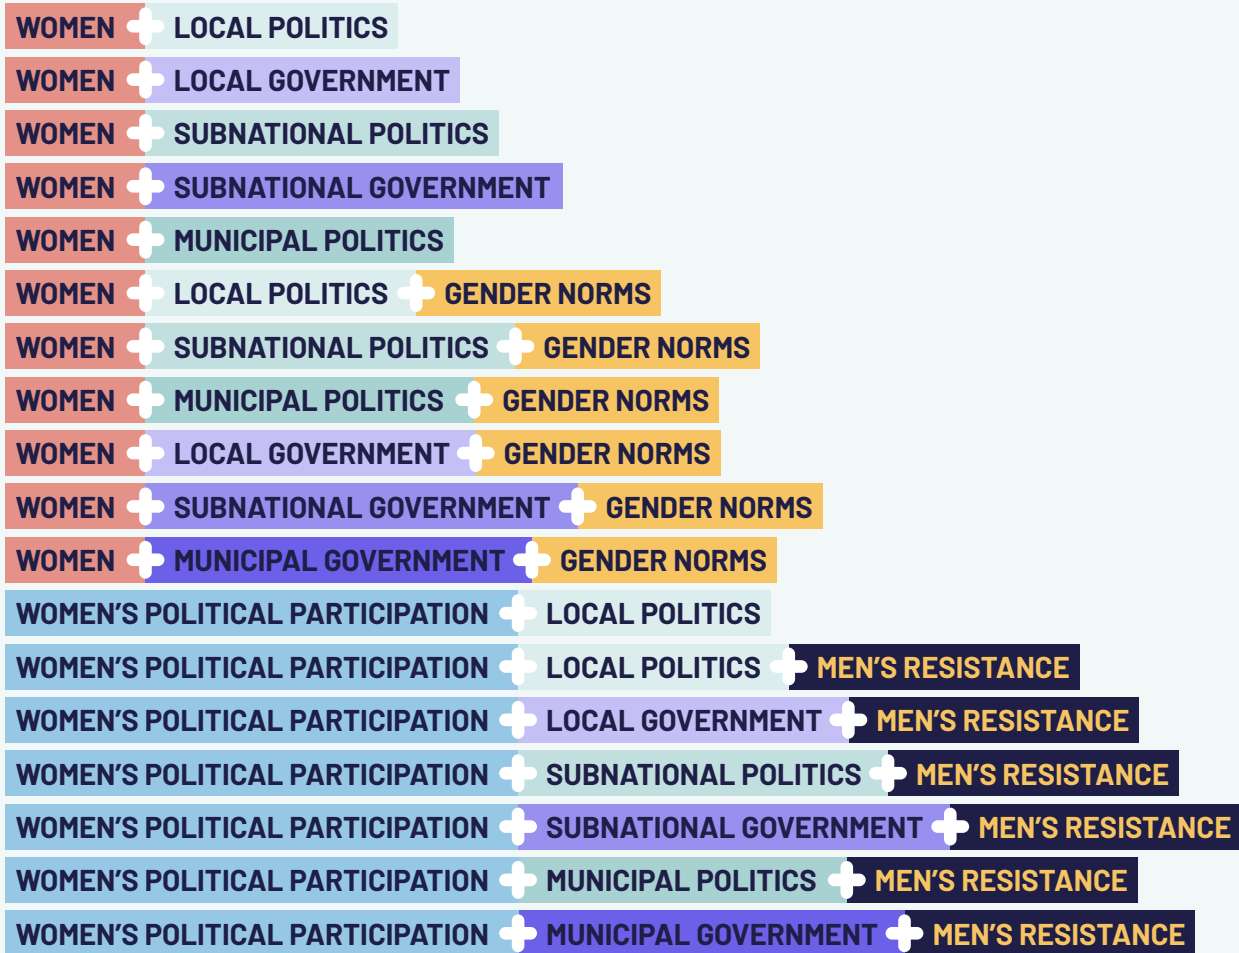 WOMEN + LOCAL POLITICS
WOMEN + LOCAL GOVERNMENT
WOMEN + SUBNATIONAL POLITICS
WOMEN + SUBNATIONAL GOVERNMENT
WOMEN + MUNICIPAL POLITICS
WOMEN + LOCAL POLITICS + GENDER NORMS
WOMEN + SUBNATIONAL POLITICS + GENDER NORMS
WOMEN + MUNICIPAL POLITICS + GENDER NORMS
WOMEN + LOCAL GOVERNMENT + GENDER NORMS
WOMEN + SUBNATIONAL GOVERNMENT + GENDER NORMS
WOMEN + MUNICIPAL GOVERNMENT + GENDER NORMS
WOMEN’S POLITICAL PARTICIPATION + LOCAL POLITICS
WOMEN’S POLITICAL PARTICIPATION + LOCAL POLITICS + MEN’S RESISTANCE
WOMEN’S POLITICAL PARTICIPATION + LOCAL GOVERNMENT + MEN’S RESISTANCE
WOMEN’S POLITICAL PARTICIPATION + SUBNATIONAL POLITICS + MEN’S RESISTANCE
WOMEN’S POLITICAL PARTICIPATION + SUBNATIONAL GOVERNMENT + MEN’S RESISTANCE
WOMEN’S POLITICAL PARTICIPATION + MUNICIPAL POLITICS + MEN’S RESISTANCE
WOMEN’S POLITICAL PARTICIPATION + MUNICIPAL GOVERNMENT + MEN’S RESISTANCE